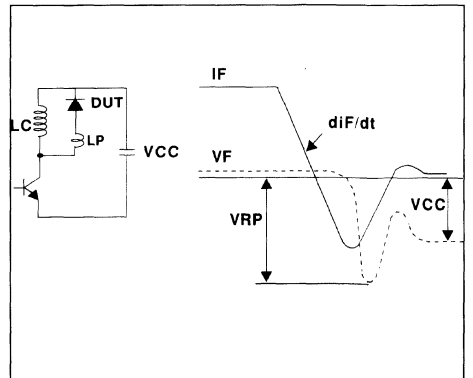 IF
DUT
diF/dt
LC
LP
VCC
VF
VRP
VCC